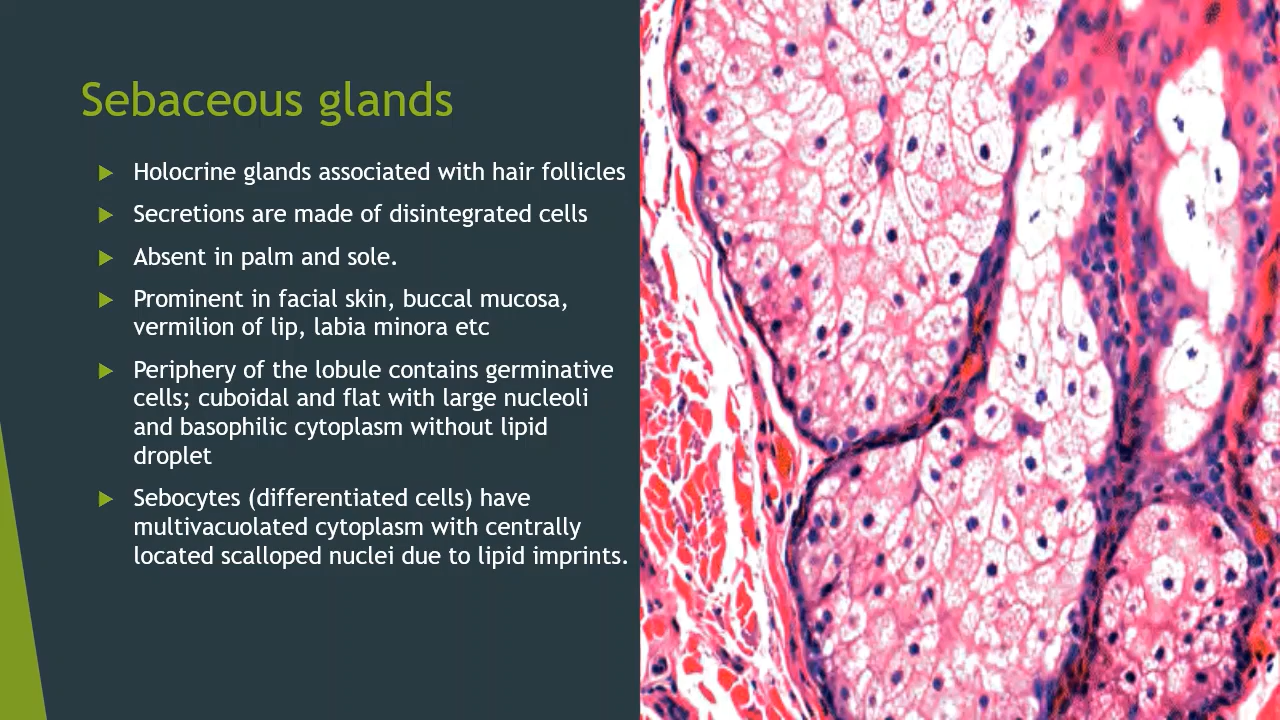 Sebaceous glands
Holocrine glands associated with hair follicles
Secretions are made of disintegrated cells
Absent in palm and sole.
Prominent in facial skin, buccal mucosa,
vermilion of lip, labia minora etc
Periphery of the lobule contains germinative
cells; cuboidal and flat with large nucleoli
and basophilic cytoplasm without lipid
droplet
Sebocytes (differentiated cells) have
multivacuolated cytoplasm with centrally
located scalloped nuclei due to lipid imprints.